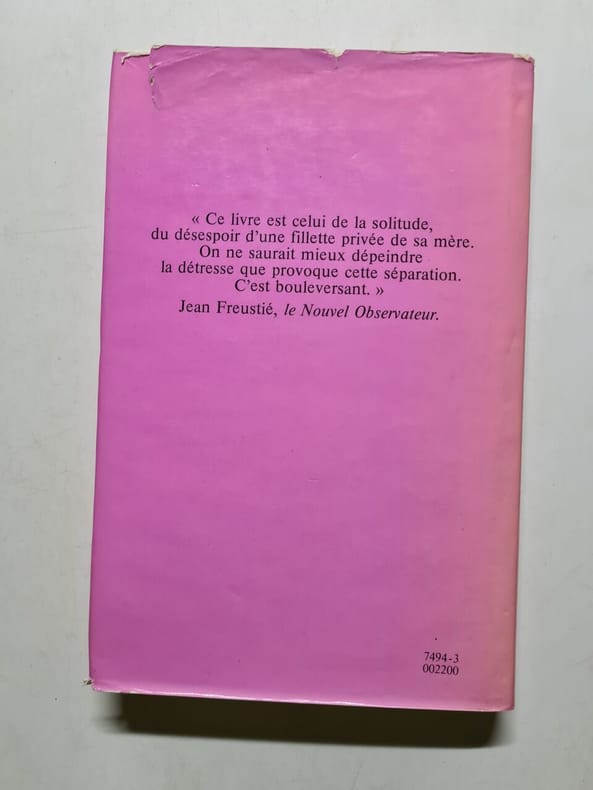 « Ce livre est celui de la solitude,
du désespoir d'une fillette privée de sa mère.
On ne saurait mieux dépeindre
la détresse que provoque cette séparation.
C'est bouleversant. »
Jean Freustié, le Nouvel Observateur.
7494-3
002200